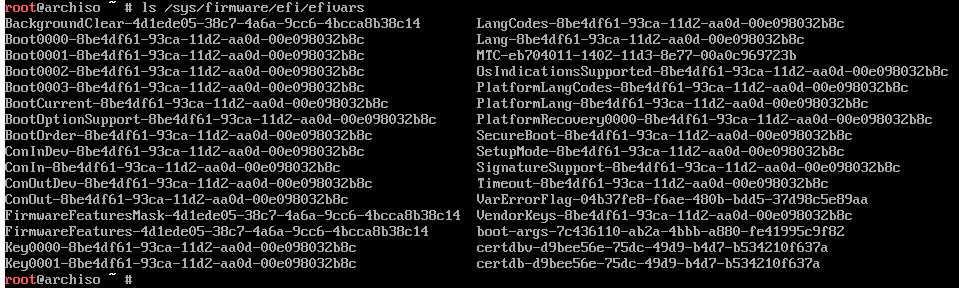 root@archiso ~ # ls /sys/firmware/efi/efivars
BackgroundClear-4d1ede05-38c7-4a6a-9cc6-4bcca8b38c14 LangCodes-8be4df61-93ca-11d2-aa0d-00e098032b8c
Boot0000-8be4df61-93ca-11d2-aa0d-00e098032b8c Lang-8be4df61-93ca-11d2-aa0d-00e098032b8c
Boot0001-8be4df61-93ca-11d2-aa0d-00e098032b8c MTC-eb704011-1402-11d3-8e77-00a0c969723b
Boot0002-8be4df61-93ca-11d2-aa0d-00e098032b8c OsIndicationsSupported-8be4df61-93ca-11d2-aa0d-00e098032b8c
Boot0003-8be4df61-93ca-11d2-aa0d-00e098032b8c PlatformLangCodes-8be4df61-93ca-11d2-aa0d-00e098032b8c
BootCurrent-8be4df61-93ca-11d2-aa0d-00e098032b8c PlatformLang-8be4df61-93ca-11d2-aa0d-00e098032b8c
BootOptionSupport-8be4df61-93ca-11d2-aa0d-00e098032b8c PlatformRecovery0000-8be4df61-93ca-11d2-aa0d-00e098032b8c
BootOrder-8be4df61-93ca-11d2-aa0d-00e098032b8c SecureBoot-8be4df61-93ca-11d2-aa0d-00e098032b8c
ConInDev-8be4df61-93ca-11d2-aa0d-00e098032b8c SetupMode-8be4df61-93ca-11d2-aa0d-00e098032b8c
ConIn-8be4df61-93ca-11d2-aa0d-00e098032b8c SignatureSupport-8be4df61-93ca-11d2-aa0d-00e098032b8c
ConOutDev-8be4df61-93ca-11d2-aa0d-00e098032b8c Timeout-8be4df61-93ca-11d2-aa0d-00e098032b8c
ConOut-8be4df61-93ca-11d2-aa0d-00e098032b8c VarErrorFlag-04b37fe8-f6ae-480b-bdd5-37d98c5e89aa
FirmwareFeaturesMask-4d1ede05-38c7-4a6a-9cc6-4bcca8b38c14 VendorKeys-8be4df61-93ca-11d2-aa0d-00e098032b8c
FirmwareFeatures-4d1ede05-38c7-4a6a-9cc6-4bcca8b38c14 boot-args-7c436110-ab2a-4bbb-a880-fe41995c9f82
Key0000-8be4df61-93ca-11d2-aa0d-00e098032b8c certdbv-d9bee56e-75dc-49d9-b4d7-b534210f637a
Key0001-8be4df61-93ca-11d2-aa0d-00e098032b8c certdb-d9bee56e-75dc-49d9-b4d7-b534210f637a
root@archiso ~ #